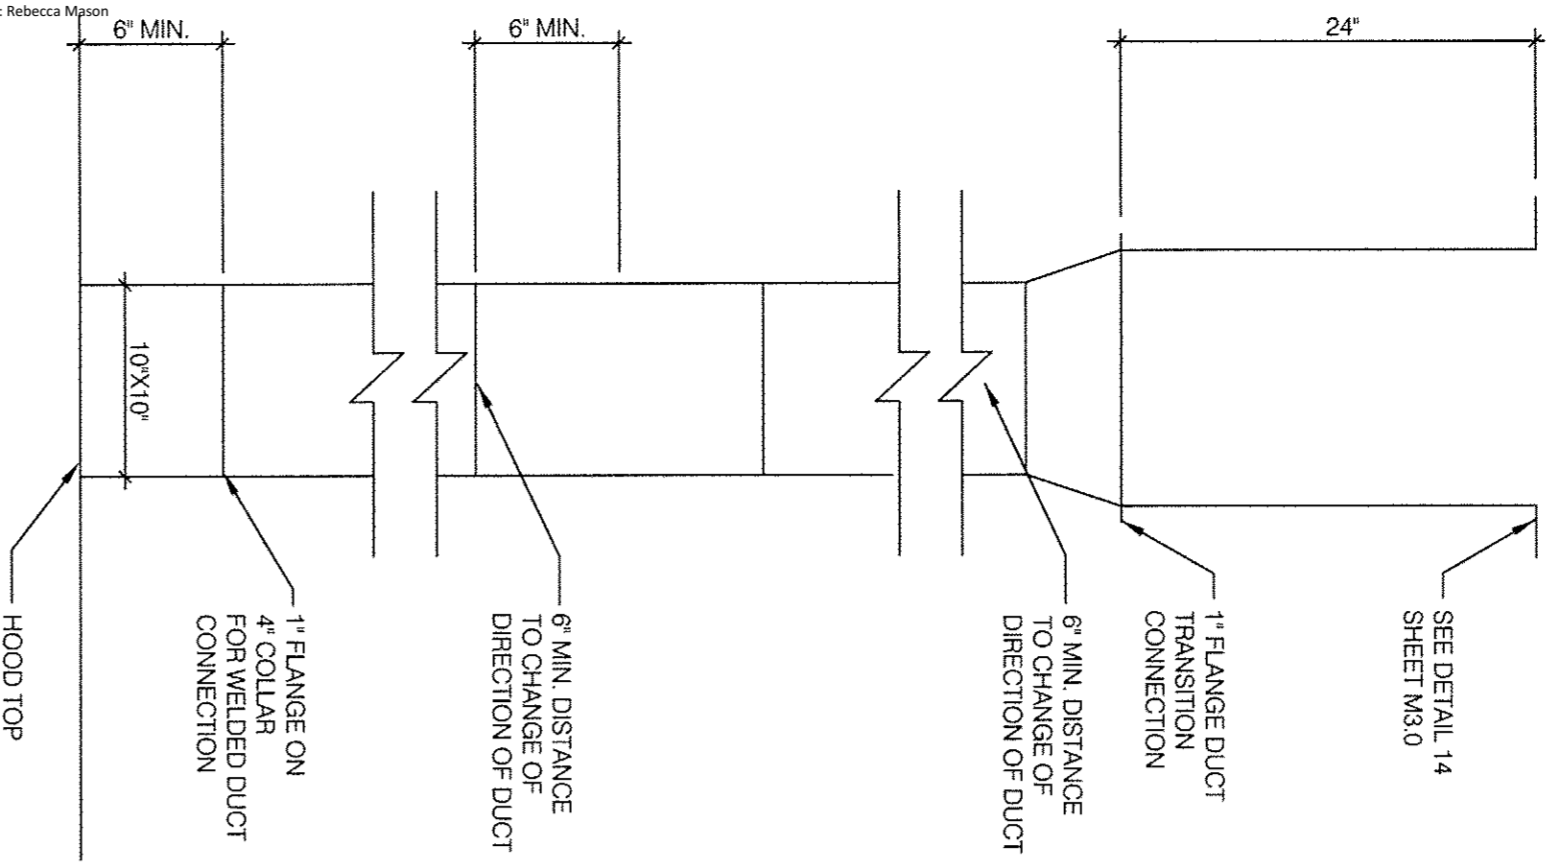 : Rebecca Mason
6" MIN.
6" MIN.
24"
10"X10"
SEE DETAIL 14
SHEET M3.0
1" FLANGE DUCT
TRANSITION
CONNECTION
6" MIN. DISTANCE
TO CHANGE OF
DIRECTION OF DUCT
6" MIN. DISTANCE
TO CHANGE OF
DIRECTION OF DUCT
1" FLANGE ON
4" COLLAR
FOR WELDED DUCT
CONNECTION
HOOD TOP